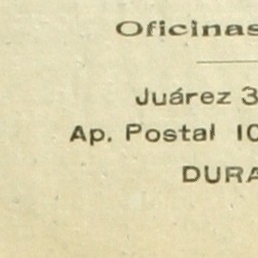 Oficinas
Juárez 3
Ap. Postal 10
DURA